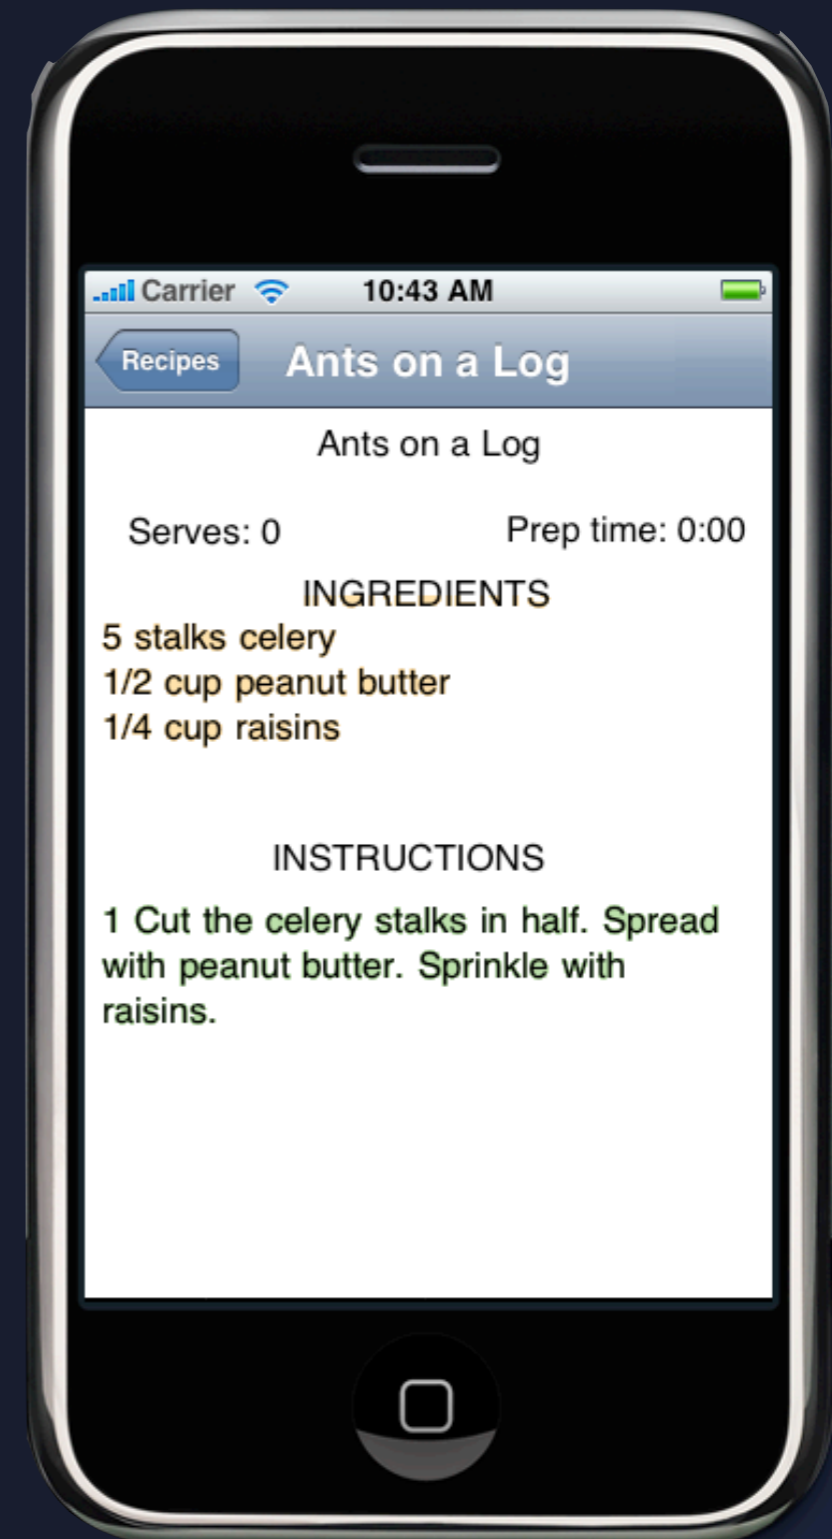 Carrier 10:43 AM
Recipes Ants on a Log
Ants on a Log
Serves: 0 Prep time: 0:00
INGREDIENTS
5 stalks celery
1/2 cup peanut butter
1/4 cup raisins
INSTRUCTIONS
1 Cut the celery stalks in half. Spread
with peanut butter. Sprinkle with
raisins.